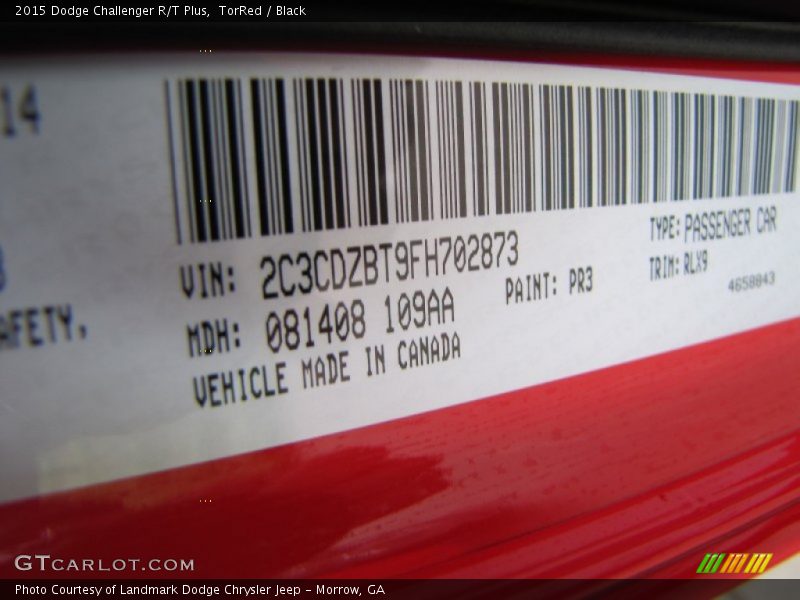 2015 Dodge Challenger R/T Plus,  TorRed / Black
14
TYPE: PASSENGER CAR
VIN: 2C3CDZBT9FH702873
TRIM: RLX9
PAINT: PR3
4658843
AFETY.
MDH: 081408 109AA
VEHICLE MADE IN CANADA
GTCARLOT.COM
Photo Courtesy of Landmark Dodge Chrysler Jeep - Morrow, GA